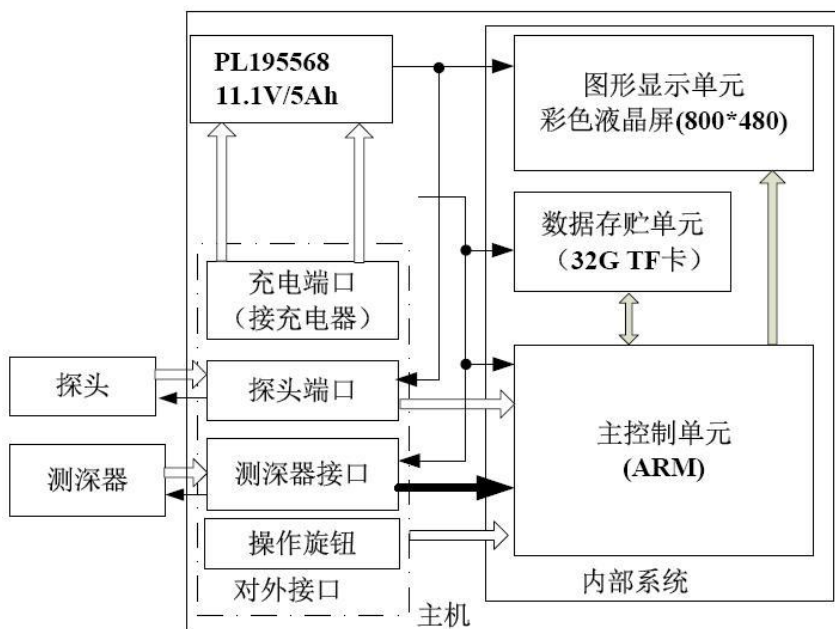 PL195568
11.1V/5Ah
图形显示单元
彩色液晶屏(800*480)
数据存贮单元
（32G TF卡）
充电端口
（接充电器）
探头
探头端口
主控制单元
(ARM)
测深器
测深器接口
操作旋钮
对外接口
主机
内部系统